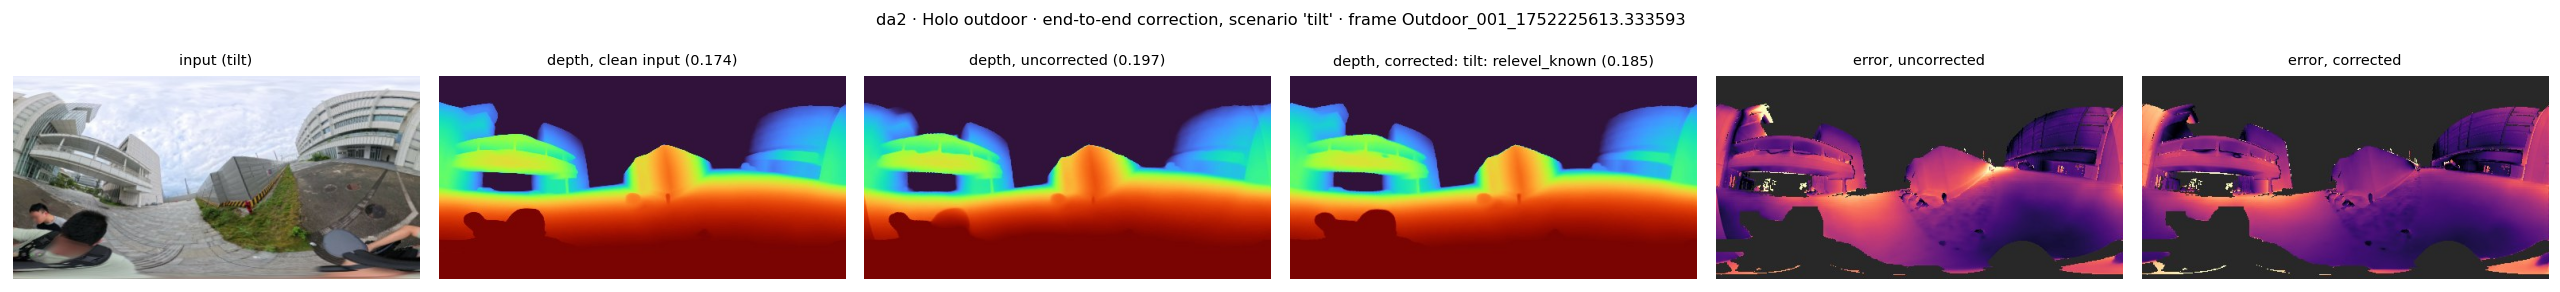 da2 · Holo outdoor · end-to-end correction, scenario 'tilt' · frame Outdoor_001_1752225613.333593
input (tilt)
depth, clean input (0.174)
depth, uncorrected (0.197)
depth, corrected: tilt: relevel_known (0.185)
error, uncorrected
error, corrected